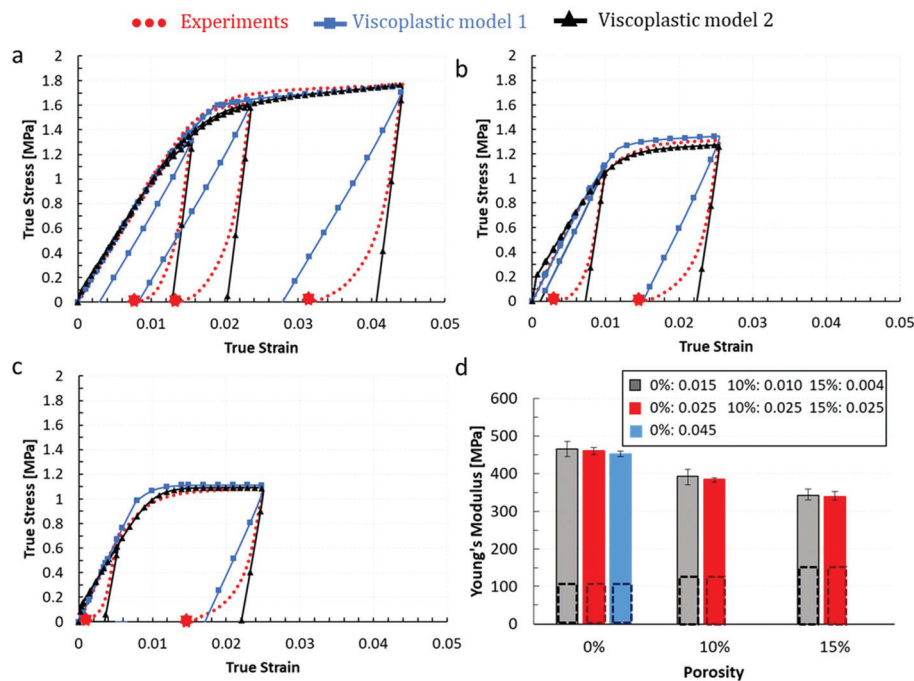 Experiments Viscoplastic model 1 Viscoplastic model 2
a
2
1.8
1.6
1.4
1.2
1
0.8
0.6
0.4
0.2
0
True Stress [MPa]
0 0.01 0.02 0.03 0.04 0.05
True Strain
b
2
1.8
1.6
1.4
1.2
1
0.8
0.6
0.4
0.2
0
True Stress [MPa]
0 0.01 0.02 0.03 0.04 0.05
True Strain
c
2
1.8
1.6
1.4
1.2
1
0.8
0.6
0.4
0.2
0
True Stress [MPa]
0 0.01 0.02 0.03 0.04 0.05
True Strain
d
0%: 0.015 10%: 0.010 15%: 0.004
0%: 0.025 10%: 0.025 15%: 0.025
0%: 0.045
600
500
400
300
200
100
0
Young's Modulus [MPa]
0% 10% 15%
Porosity